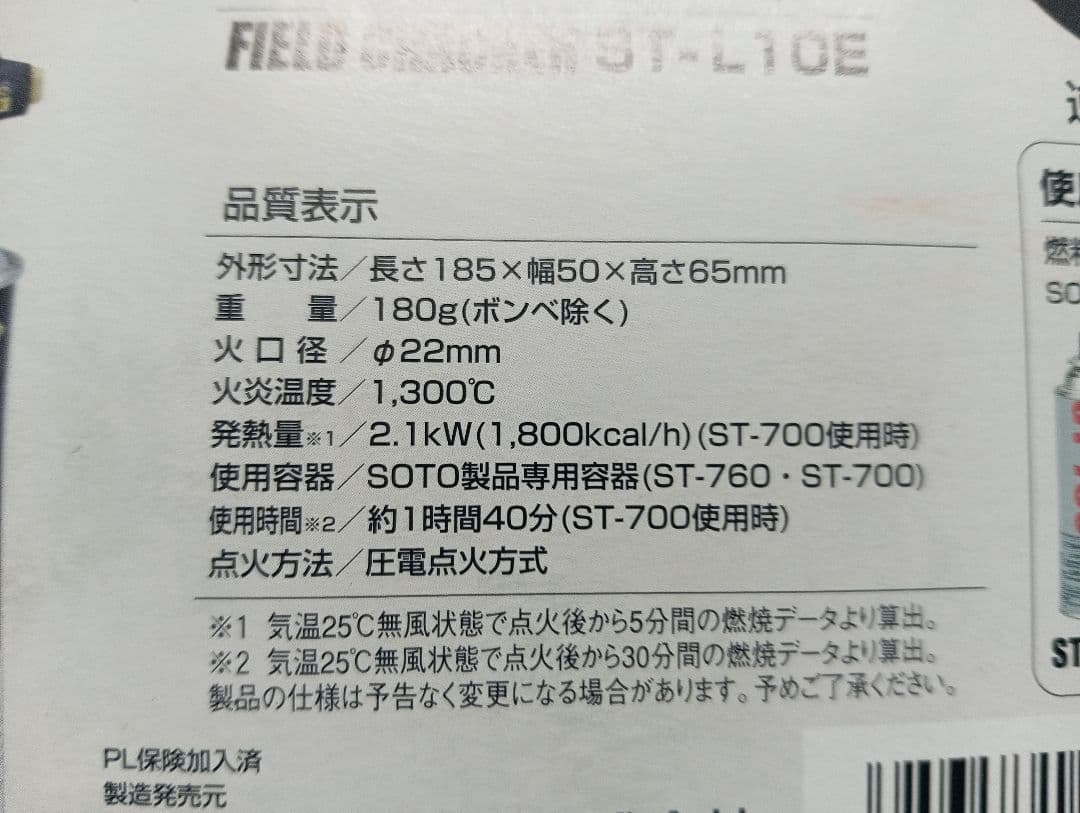 FIELD CHECKER ST-L10E
品質表示
外形寸法／長さ185×幅50×高さ65mm
重　　量／180g(ボンベ除く)
火 口 径 ／φ22mm
火炎温度／1,300℃
発熱量※1／2.1kW(1,800kcal/h)(ST-700使用時)
使用容器／SOTO製品専用容器(ST-760・ST-700)
使用時間※2／約1時間40分(ST-700使用時)
点火方法／圧電点火方式
※1 気温25℃無風状態で点火後から5分間の燃焼データより算出。
※2 気温25℃無風状態で点火後から30分間の燃焼データより算出。
製品の仕様は予告なく変更になる場合があります。予めご了承ください。
PL保険加入済
製造発売元
使
燃料
SO
ST